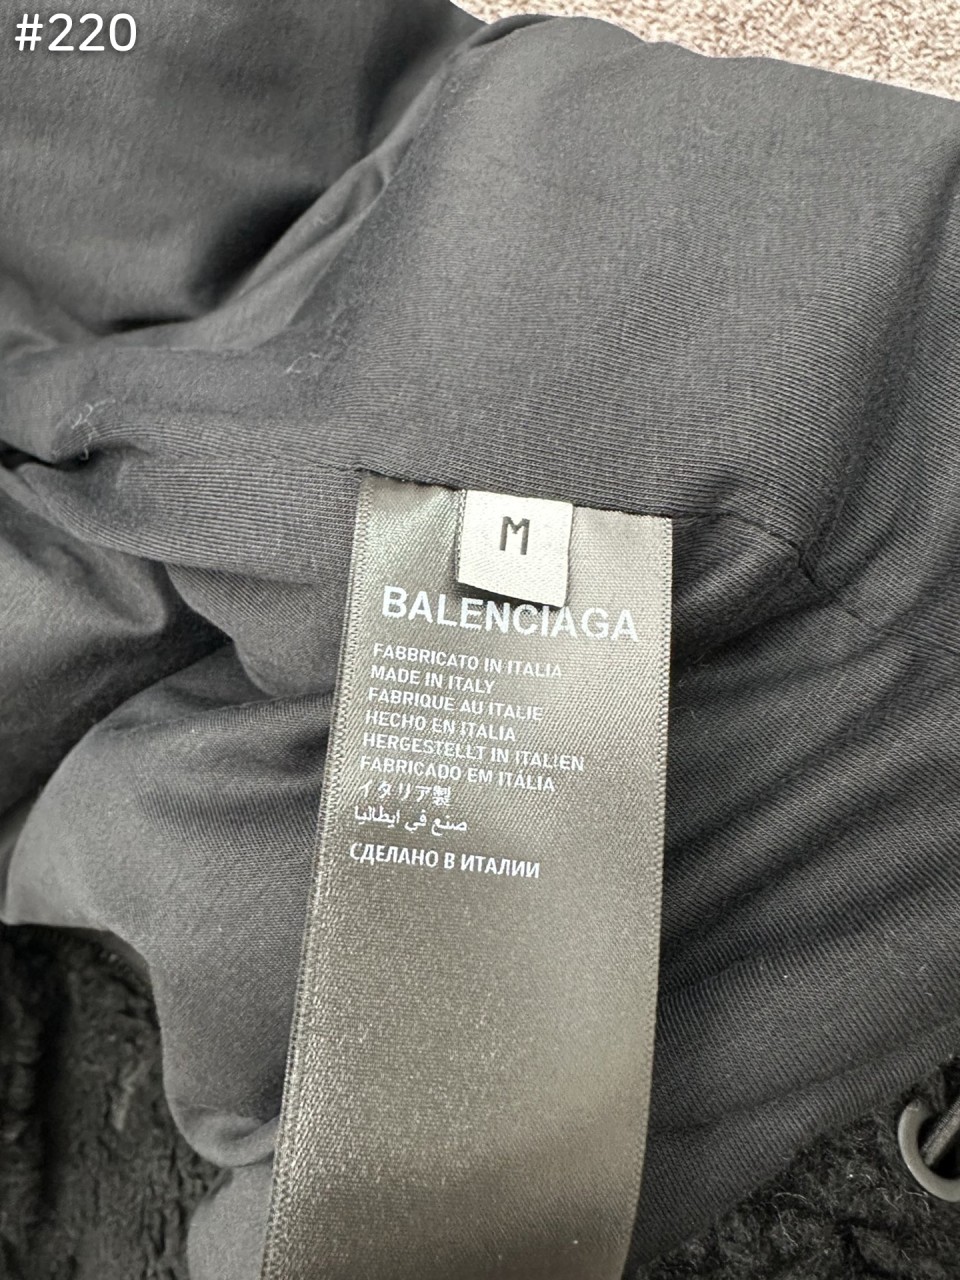 #220
M
BALENCIAGA
FABBRICATO IN ITALIA
MADE IN ITALY
FABRIQUE AU ITALIE
HECHO EN ITALIA
HERGESTELLT IN ITALIEN
FABRICADO EM ITÁLIA
イタリア製
صنع في ايطاليا
СДЕЛАНО В ИТАЛИИ